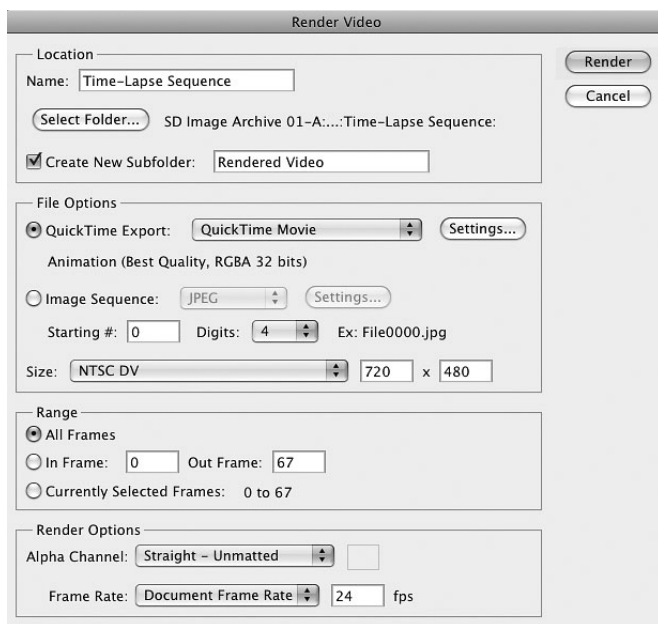 Render Video
Location
Name: Time-Lapse Sequence
Select Folder... SD Image Archive 01-A:...:Time-Lapse Sequence:
Create New Subfolder: Rendered Video
Render
Cancel
File Options
QuickTime Export: QuickTime Movie Settings...
Animation (Best Quality, RGBA 32 bits)
Image Sequence: JPEG Settings...
Starting #: 0 Digits: 4 Ex: File0000.jpg
Size: NTSC DV 720 x 480
Range
All Frames
In Frame: 0 Out Frame: 67
Currently Selected Frames: 0 to 67
Render Options
Alpha Channel: Straight - Unmatted
Frame Rate: Document Frame Rate 24 fps